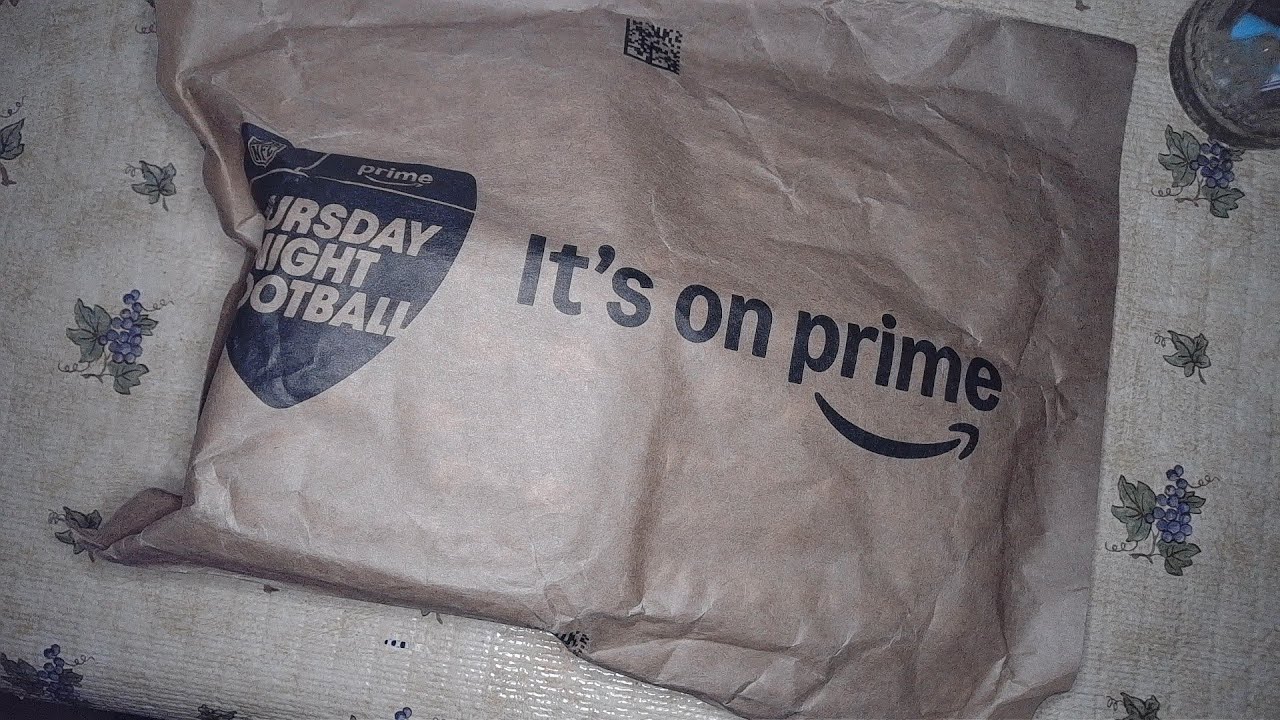 prime
URSDAY
NIGHT
OOTBALL
It's on prime